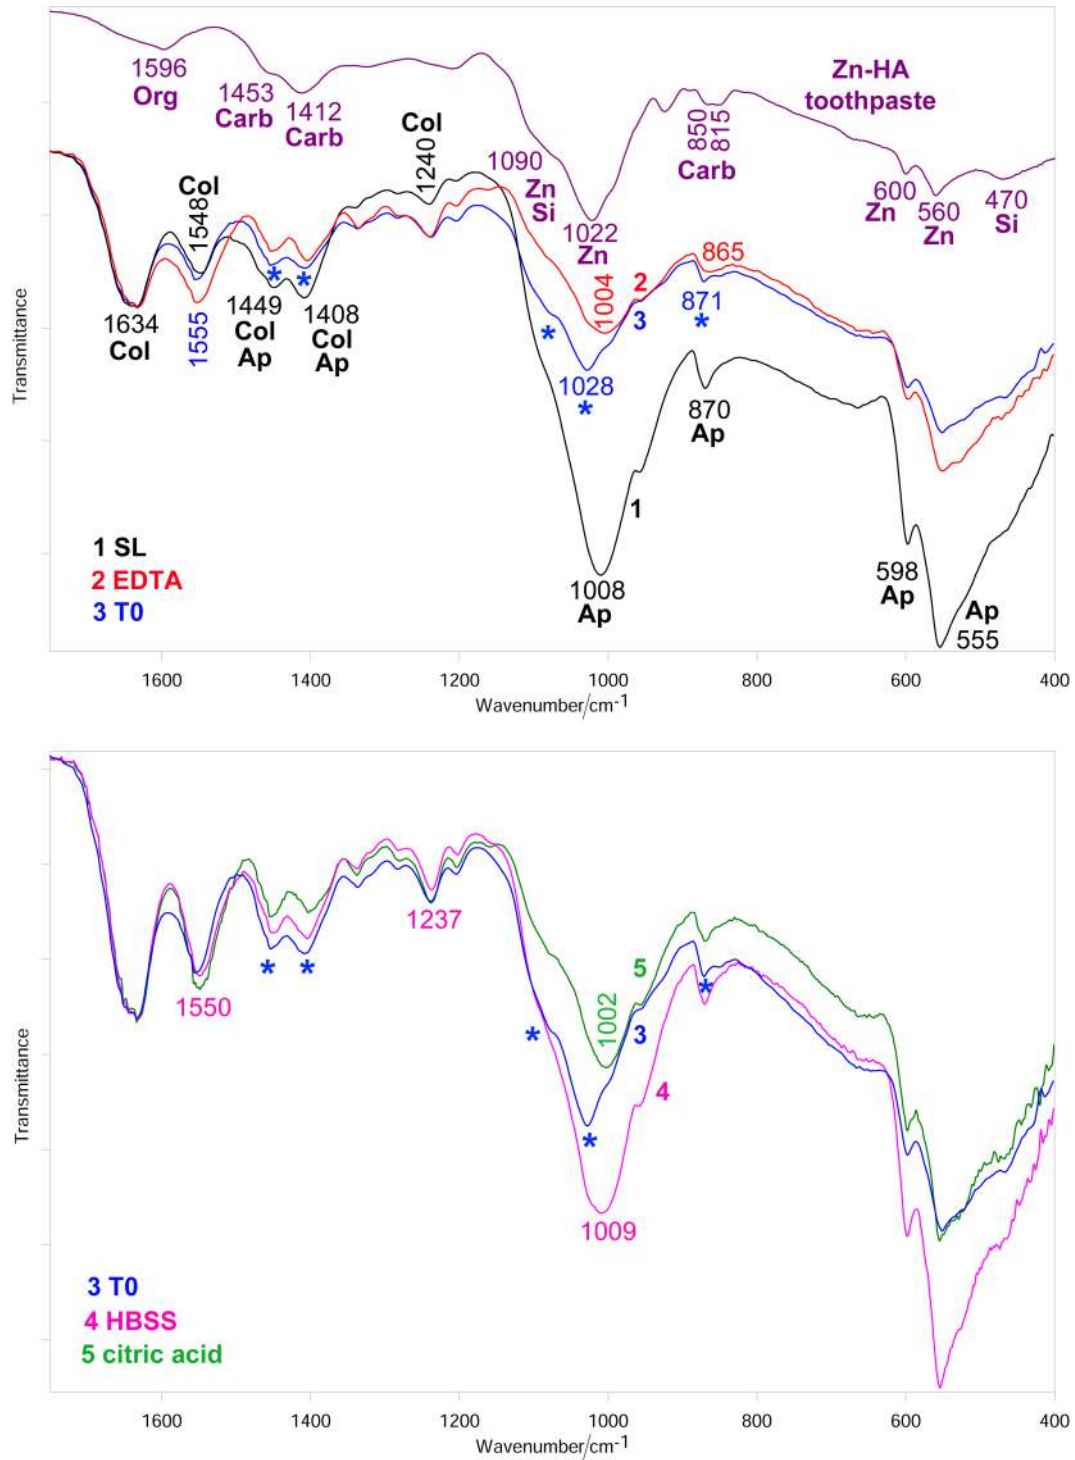 1596
Org
1453
Carb
1412
Carb
Col
1240
1090
Zn
Si
1022
Zn
850
815
Carb
Zn-HA
toothpaste
600
Zn
560
Zn
470
Si
Col
1548
1634
Col
1555
*
*
1449
Col
Ap
1408
Col
Ap
*
1004
1028
*
2
3
865
871
*
870
Ap
1
1008
Ap
598
Ap
Ap
555
1 SL
2 EDTA
3 T0
Transmittance
1600
1400
1200
1000
800
600
400
Wavenumber/cm-1
1550
*
*
1237
*
1002
*
5
3
4
*
1009
3 T0
4 HBSS
5 citric acid
Transmittance
1600
1400
1200
1000
800
600
400
Wavenumber/cm-1